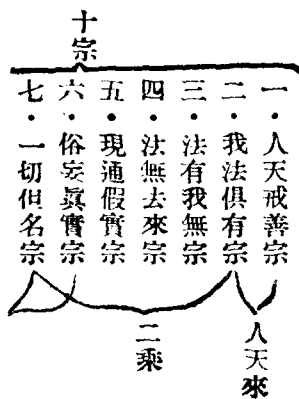 十宗
一・人天戒善宗
二・我法俱有宗
三・法有我無宗
四・法無去來宗
五・現通假實宗
六・俗妄眞實宗
七・一切但名宗
人天來
二乘